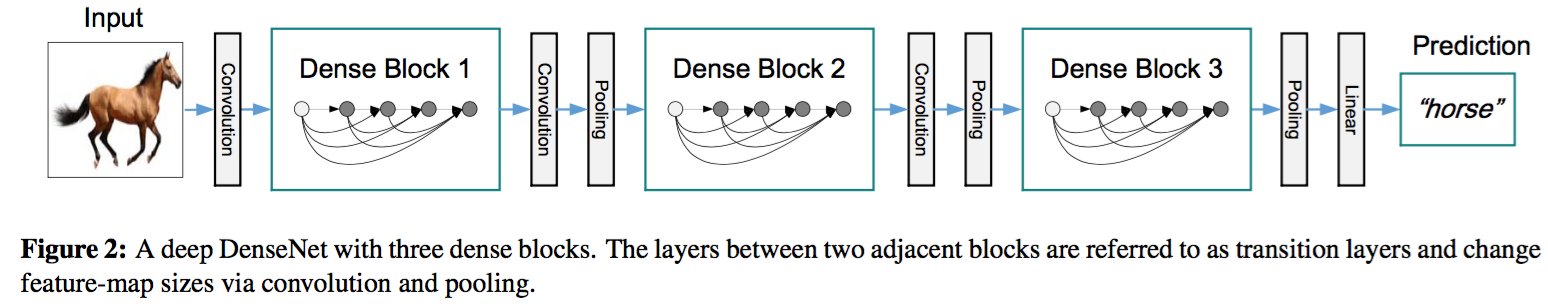 Input
Prediction
Convolution
Dense Block 1
Convolution
Pooling
Dense Block 2
Convolution
Pooling
Dense Block 3
Pooling
Linear
“horse”
Figure 2: A deep DenseNet with three dense blocks. The layers between two adjacent blocks are referred to as transition layers and change
feature-map sizes via convolution and pooling.